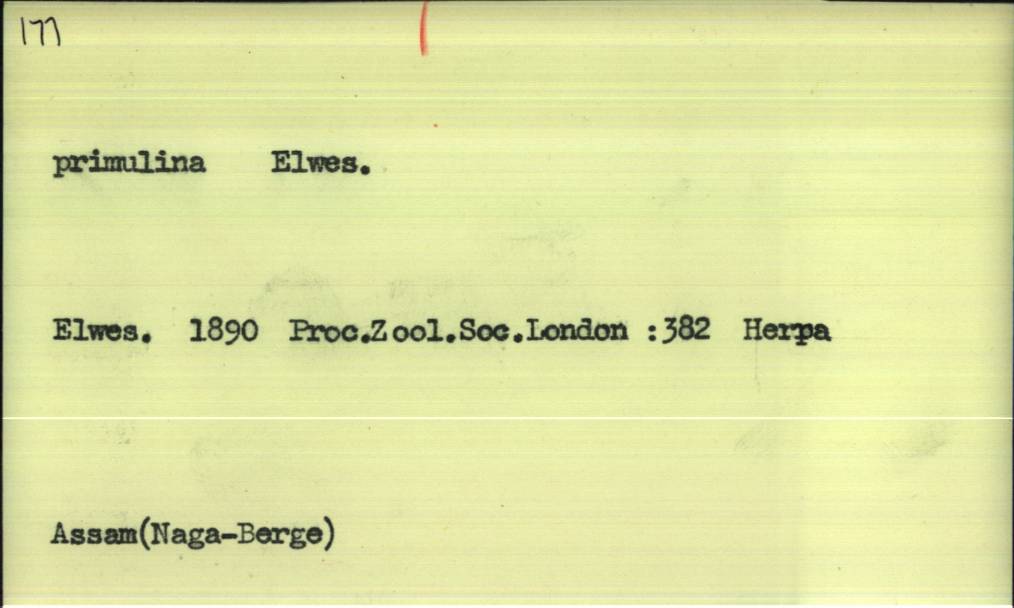 177
primulina Elwes.
Elwes. 1890 Proc.Zool.Soc.London :382 Herpa
Assam(Naga-Berge)